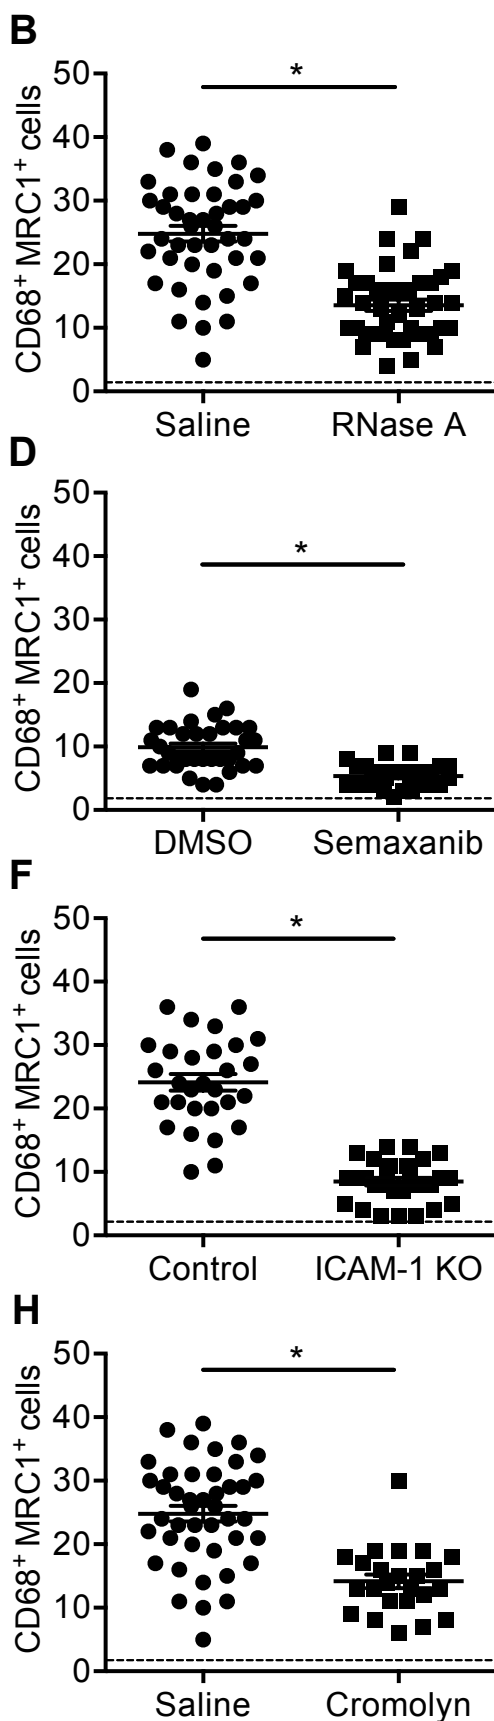 B
CD68+ MRC1+ cells
50
40
30
20
10
0
*
Saline
RNase A
D
CD68+ MRC1+ cells
50
40
30
20
10
0
*
DMSO
Semaxanib
F
CD68+ MRC1+ cells
50
40
30
20
10
0
*
Control
ICAM-1 KO
H
CD68+ MRC1+ cells
50
40
30
20
10
0
*
Saline
Cromolyn